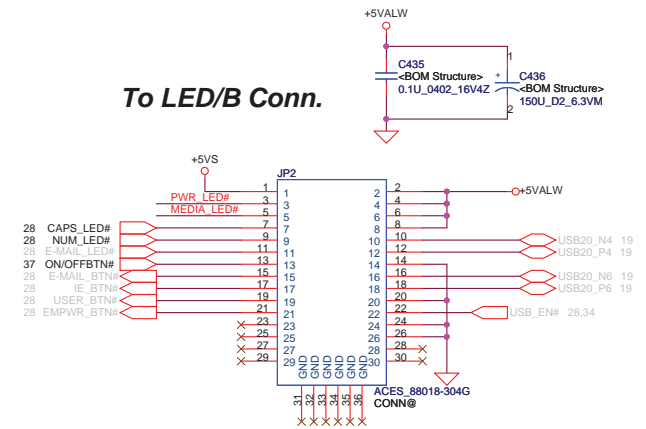 +5VALW
1
C435
<BOM Structure>
0.1U_0402_16V4Z
+
C436
<BOM Structure>
150U_D2_6.3VM
2
To LED/B Conn.
+5VS
JP2
1 1 2 2 +5VALW
PWR_LED# 3 3 4 4
MEDIA_LED# 5 5 6 6
28 CAPS_LED# 7 7 8 8
28 NUM_LED# 9 9 10 10 USB20_N4 19
28 E-MAIL_LED# 11 11 12 12 USB20_P4 19
37 ON/OFFBTN# 13 13 14 14
28 E-MAIL_BTN# 15 15 16 16 USB20_N6 19
28 IE_BTN# 17 17 18 18 USB20_P6 19
28 USER_BTN# 19 19 20 20
28 EMPWR_BTN# 21 21 22 22 USB_EN# 28,34
23 23 24 24
25 25 26 26
27 27 28 28
29 29 30 30
GND GND GND GND GND GND
31 32 33 34 35 36
ACES_88018-304G
CONN@